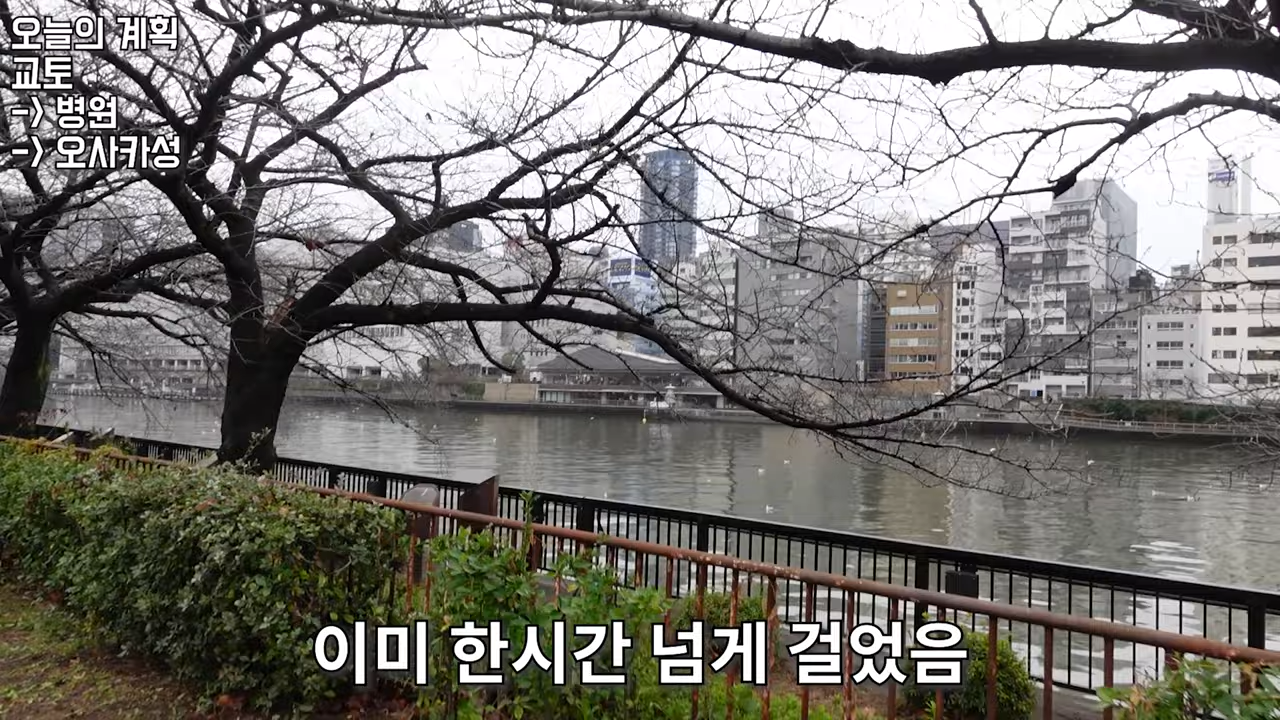 오늘의 계획
교토
-> 병원
-> 오사카성
이미 한시간 넘게 걸었음